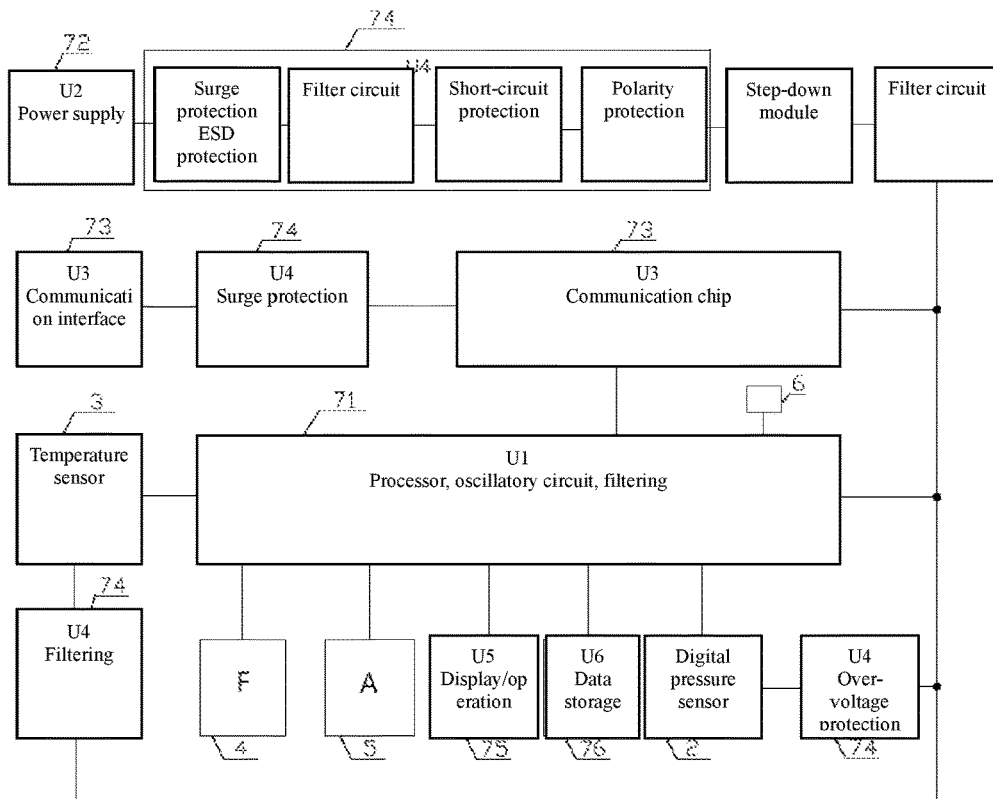 74
72
U4
U2
Power supply
Surge
protection
ESD
protection
Filter circuit
Short-circuit
protection
Polarity
protection
Step-down
module
Filter circuit
73
74
73
U3
Communicati
on interface
U4
Surge protection
U3
Communication chip
6
3
71
Temperature
sensor
U1
Processor, oscillatory circuit, filtering
74
U4
Filtering
F
A
U5
Display/op
eration
U6
Data
storage
Digital
pressure
sensor
U4
Over-
voltage
protection
4
5
75
76
2
74